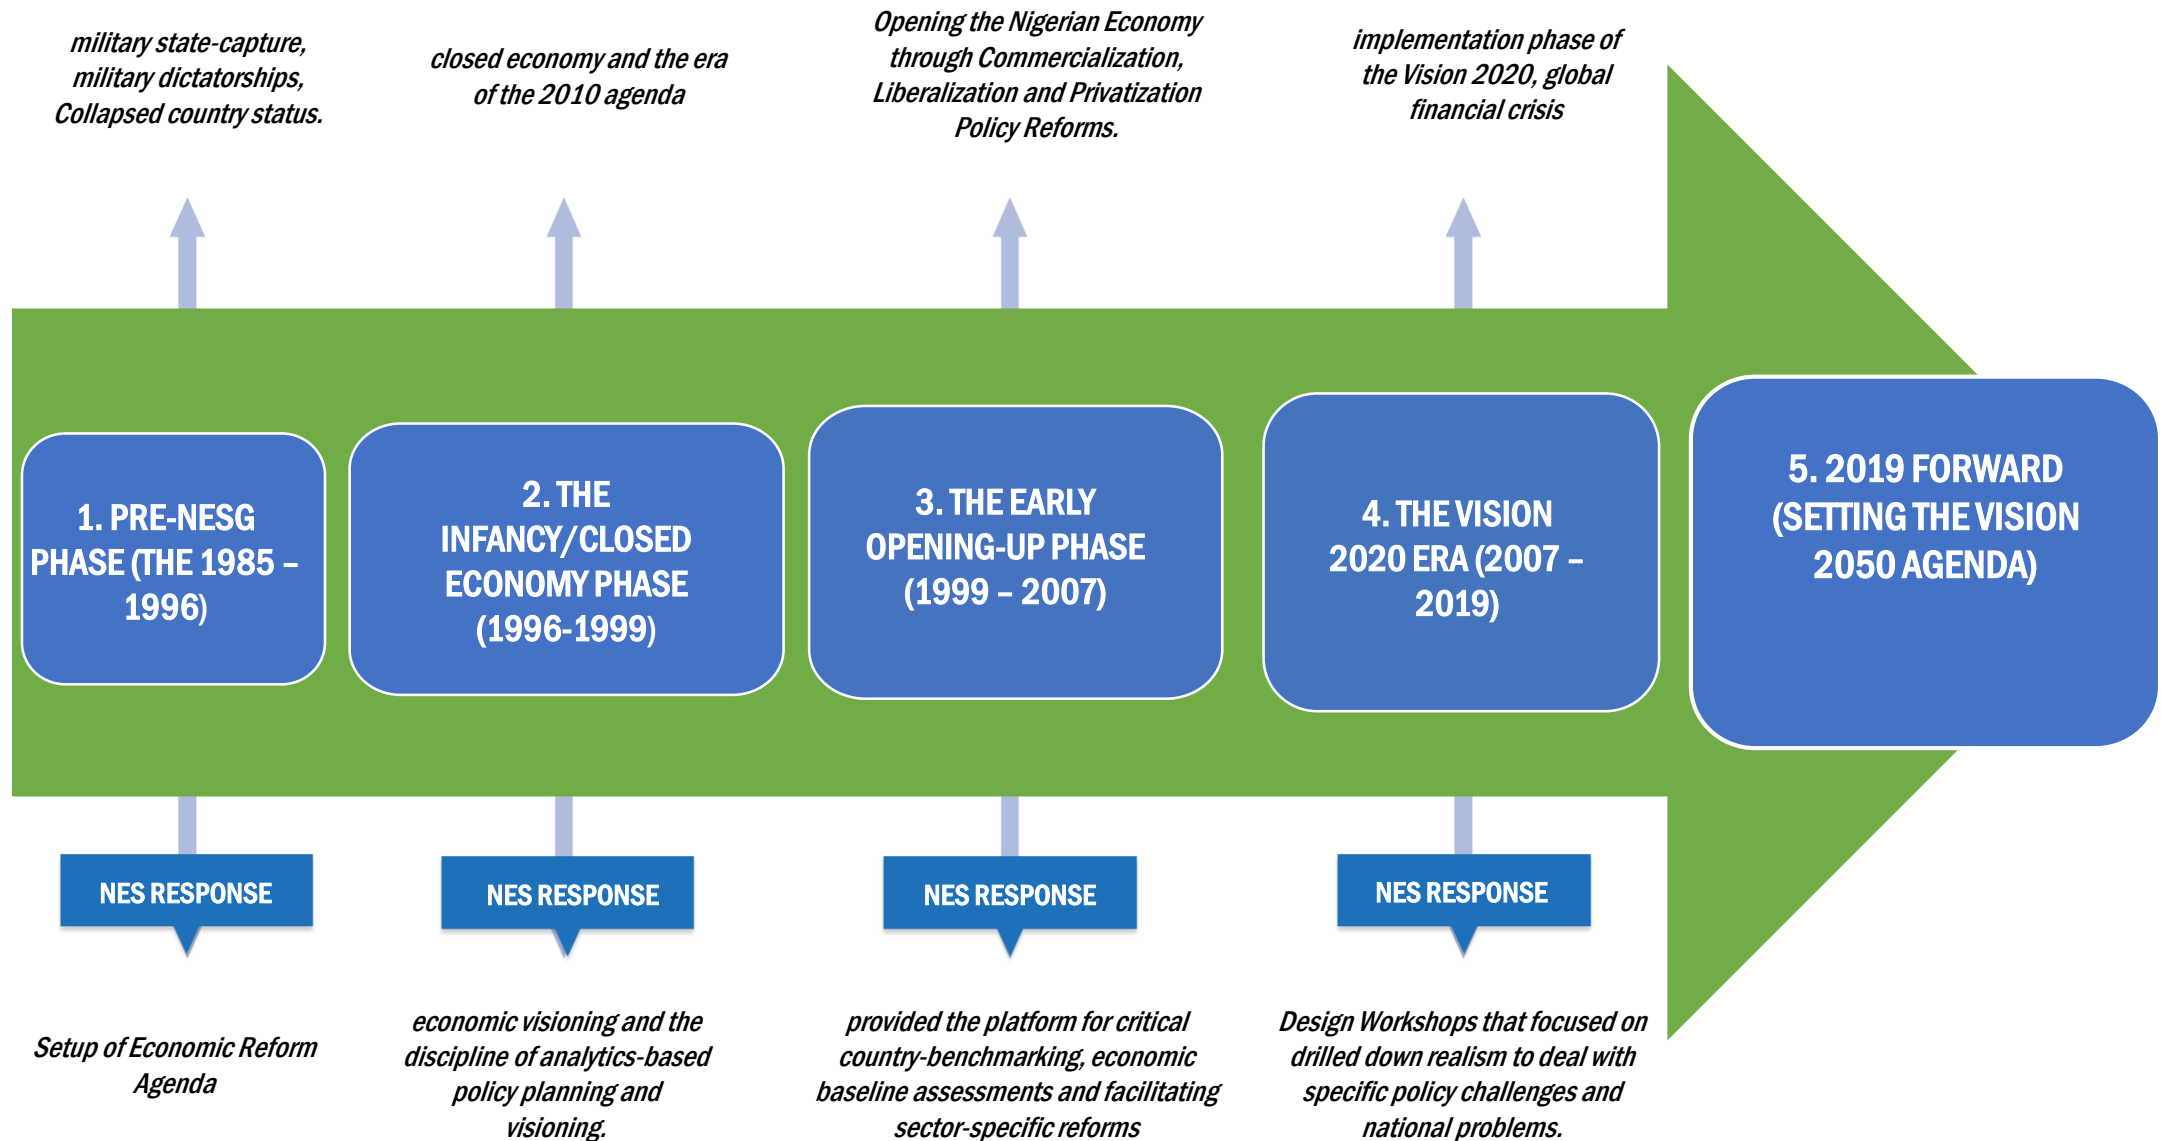 military state-capture,
military dictatorships,
Collapsed country status.
closed economy and the era
of the 2010 agenda
Opening the Nigerian Economy
through Commercialization,
Liberalization and Privatization
Policy Reforms.
implementation phase of
the Vision 2020, global
financial crisis
1. PRE-NESG
PHASE (THE 1985 –
1996)
2. THE
INFANCY/CLOSED
ECONOMY PHASE
(1996-1999)
3. THE EARLY
OPENING-UP PHASE
(1999 – 2007)
4. THE VISION
2020 ERA (2007 –
2019)
5. 2019 FORWARD
(SETTING THE VISION
2050 AGENDA)
NES RESPONSE
NES RESPONSE
NES RESPONSE
NES RESPONSE
Setup of Economic Reform
Agenda
economic visioning and the
discipline of analytics-based
policy planning and
visioning.
provided the platform for critical
country-benchmarking, economic
baseline assessments and facilitating
sector-specific reforms
Design Workshops that focused on
drilled down realism to deal with
specific policy challenges and
national problems.